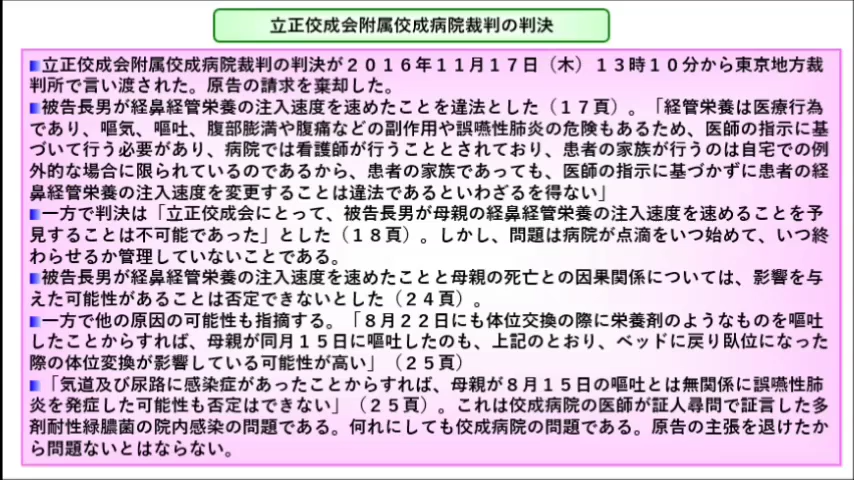 立正佼成会附属佼成病院裁判の判決
立正佼成会附属佼成病院裁判の判決が２０１６年１１月１７日（木）１３時１０分から東京地方裁
判所で言い渡された。原告の請求を棄却した。
被告長男が経鼻経管栄養の注入速度を速めたことを違法とした（１７頁）。「経管栄養は医療行為
であり、嘔気、嘔吐、腹部膨満や腹痛などの副作用や誤嚥性肺炎の危険もあるため、医師の指示に基
づいて行う必要があり、病院では看護師が行うこととされており、患者の家族が行うのは自宅での例
外的な場合に限られているのであるから、患者の家族であっても、医師の指示に基づかずに患者の経
鼻経管栄養の注入速度を変更することは違法であるといわざるを得ない」
一方で判決は「立正佼成会にとって、被告長男が母親の経鼻経管栄養の注入速度を速めることを予
見することは不可能であった」とした（１８頁）。しかし、問題は病院が点滴をいつ始めて、いつ終
わらせるか管理していないことである。
被告長男が経鼻経管栄養の注入速度を速めたことと母親の死亡との因果関係については、影響を与
えた可能性があることは否定できないとした（２４頁）。
一方で他の原因の可能性も指摘する。「８月２２日にも体位交換の際に栄養剤のようなものを嘔吐
したことからすれば、母親が同月１５日に嘔吐したのも、上記のとおり、ベッドに戻り臥位になった
際の体位変換が影響している可能性が高い」（２５頁）
「気道及び尿路に感染症があったことからすれば、母親が８月１５日の嘔吐とは無関係に誤嚥性肺
炎を発症した可能性も否定はできない」（２５頁）。これは佼成病院の医師が証人尋問で証言した多
剤耐性緑膿菌の院内感染の問題である。何れにしても佼成病院の問題である。原告の主張を退けたか
ら問題ないとはならない。